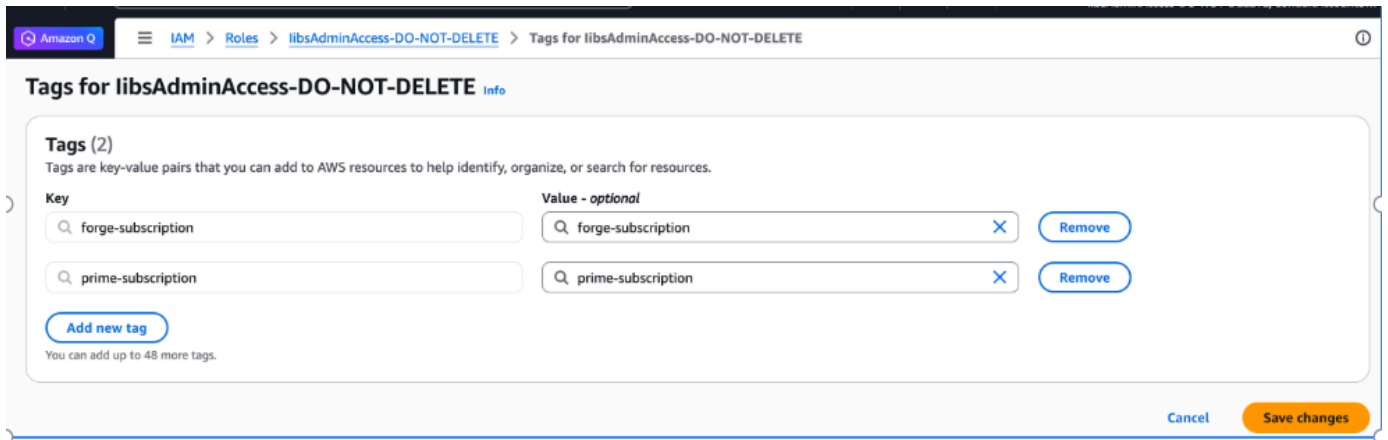 Amazon Q
IAM > Roles > IibsAdminAccess-DO-NOT-DELETE > Tags for IibsAdminAccess-DO-NOT-DELETE
Tags for IibsAdminAccess-DO-NOT-DELETE Info
Tags (2)
Tags are key-value pairs that you can add to AWS resources to help identify, organize, or search for resources.
Key Value - optional
forge-subscription forge-subscription Remove
prime-subscription prime-subscription Remove
Add new tag
You can add up to 48 more tags.
Cancel Save changes